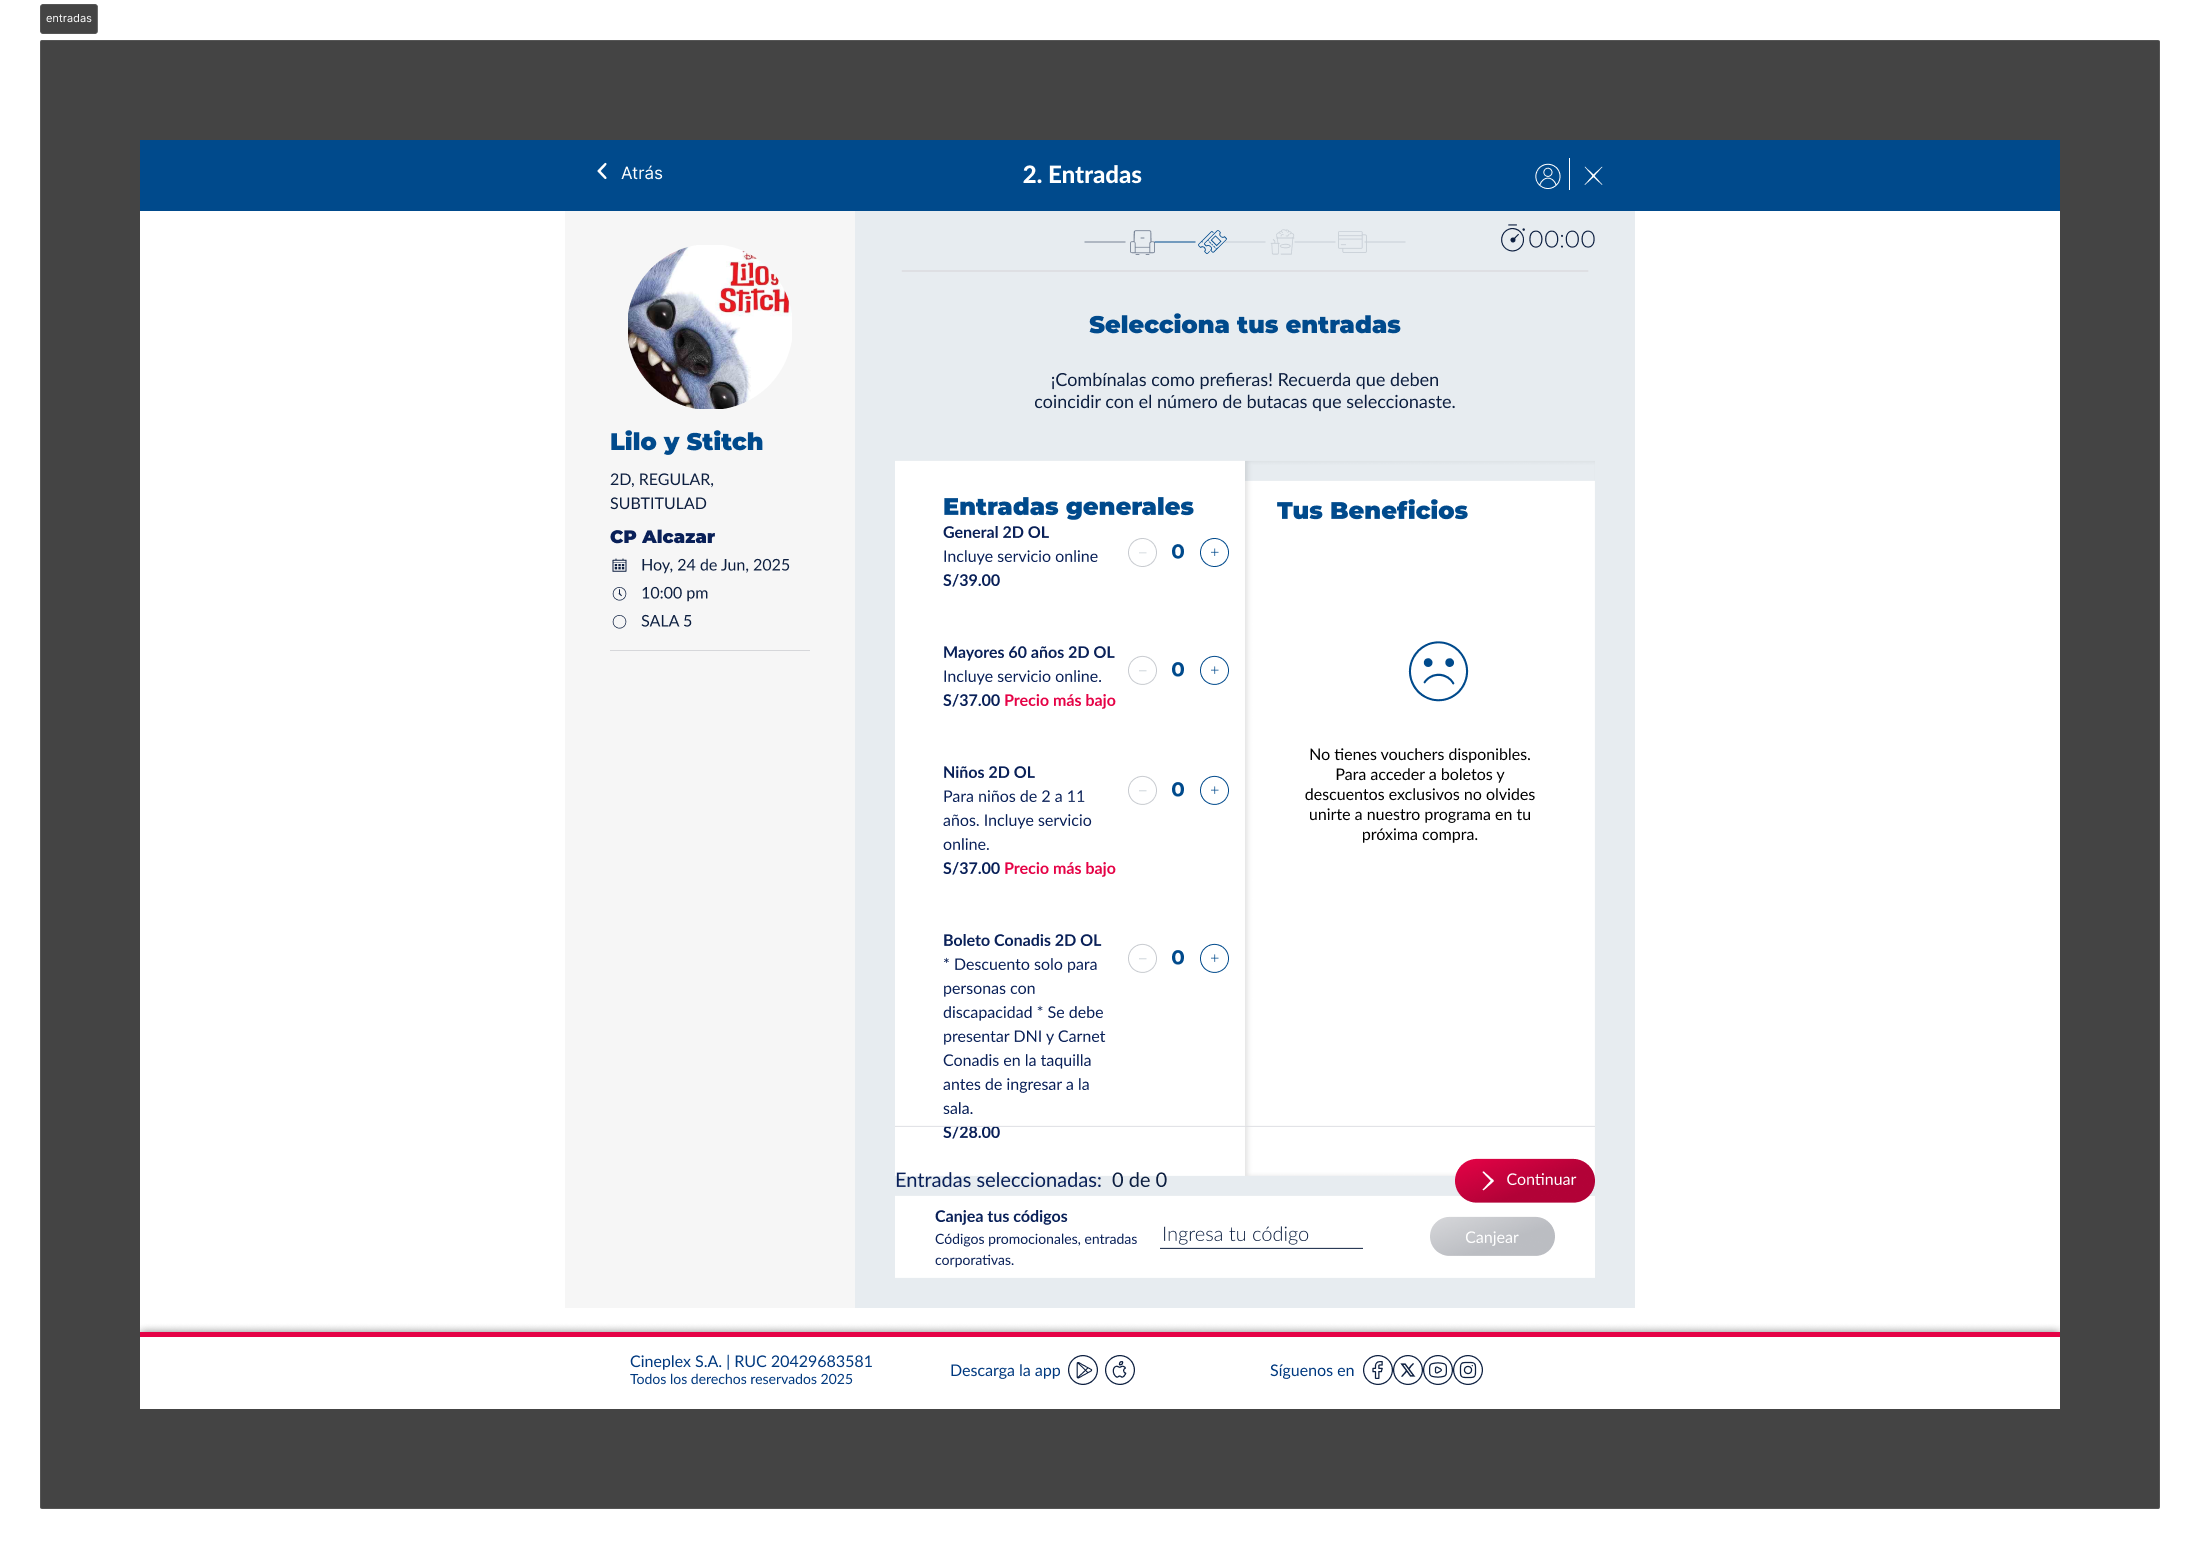 entradas
Atrás
2. Entradas
00:00
Lilo y
Stitch
Lilo y Stitch
2D, REGULAR,
SUBTITULAD
CP Alcazar
Hoy, 24 de Jun, 2025
10:00 pm
SALA 5
Selecciona tus entradas
¡Combínalas como prefieras! Recuerda que deben
coincidir con el número de butacas que seleccionaste.
Entradas generales
General 2D OL
Incluye servicio online
S/39.00
0
Mayores 60 años 2D OL
Incluye servicio online.
S/37.00 Precio más bajo
0
Niños 2D OL
Para niños de 2 a 11
años. Incluye servicio
online.
S/37.00 Precio más bajo
0
Boleto Conadis 2D OL
* Descuento solo para
personas con
discapacidad * Se debe
presentar DNI y Carnet
Conadis en la taquilla
antes de ingresar a la
sala.
S/28.00
0
Tus Beneficios
No tienes vouchers disponibles.
Para acceder a boletos y
descuentos exclusivos no olvides
unirte a nuestro programa en tu
próxima compra.
Entradas seleccionadas: 0 de 0
Continuar
Canjea tus códigos
Códigos promocionales, entradas
corporativas.
Ingresa tu código
Canjear
Cineplex S.A. | RUC 20429683581
Todos los derechos reservados 2025
Descarga la app
Síguenos en